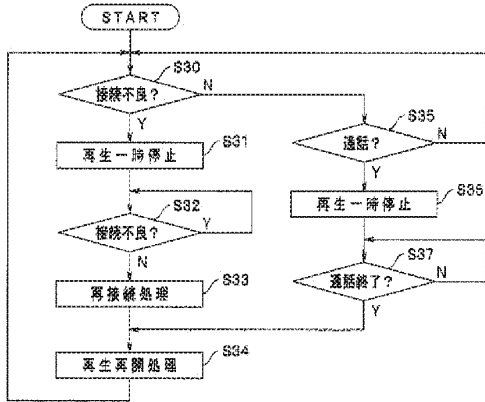 START
S30
接続不良?
N
Y
S31
再生一時停止
S32
接続不良?
Y
N
S33
再接続処理
S34
再生再開処理
S35
通話?
N
Y
S36
再生一時停止
S37
通話終了?
N
Y